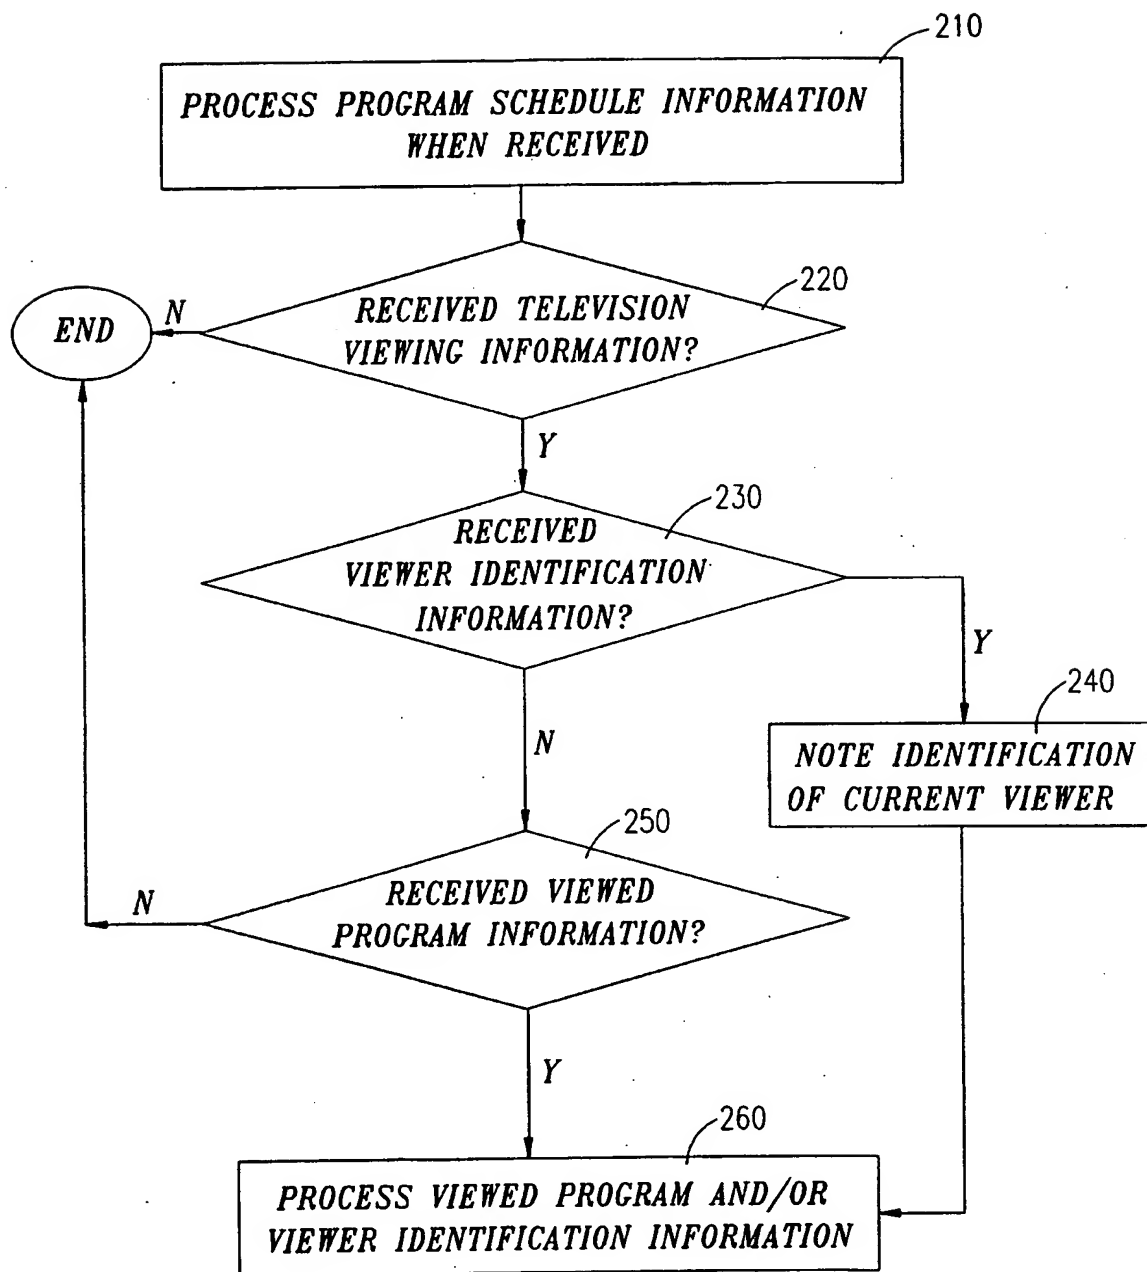 210
PROCESS PROGRAM SCHEDULE INFORMATION
WHEN RECEIVED
220
RECEIVED TELEVISION
VIEWING INFORMATION?
N
END
Y
230
RECEIVED
VIEWER IDENTIFICATION
INFORMATION?
Y
240
NOTE IDENTIFICATION
OF CURRENT VIEWER
N
250
RECEIVED VIEWED
PROGRAM INFORMATION?
N
Y
260
PROCESS VIEWED PROGRAM AND/OR
VIEWER IDENTIFICATION INFORMATION